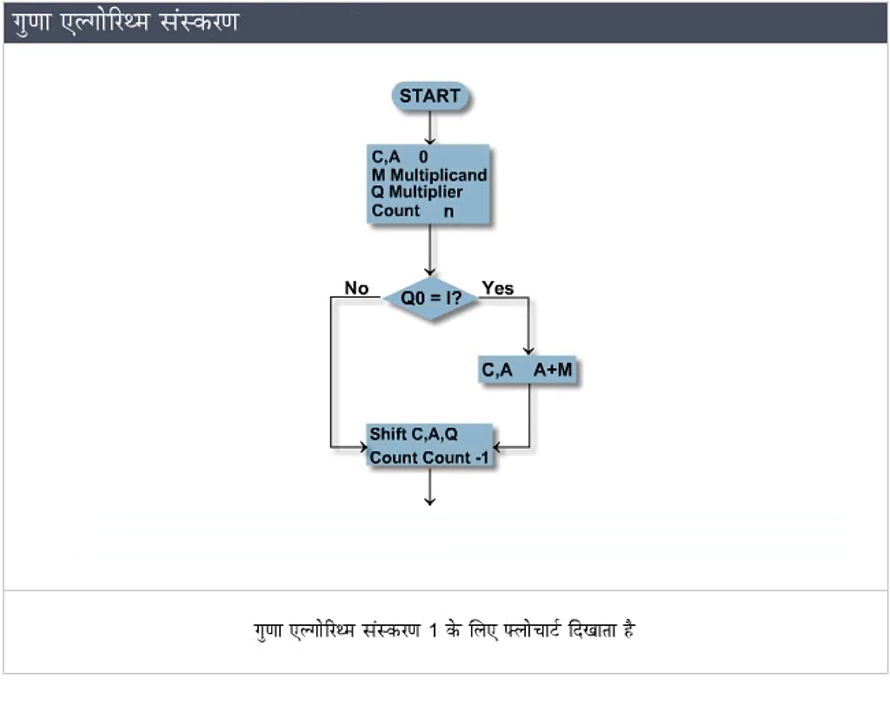 गुणा एल्गोरिथ्म संस्करण
START
C,A 0
M Multiplicand
Q Multiplier
Count n
No
Q0 = I?
Yes
C,A A+M
Shift C,A,Q
Count Count -1
गुणा एल्गोरिथ्म संस्करण 1 के लिए फ्लोचार्ट दिखाता है